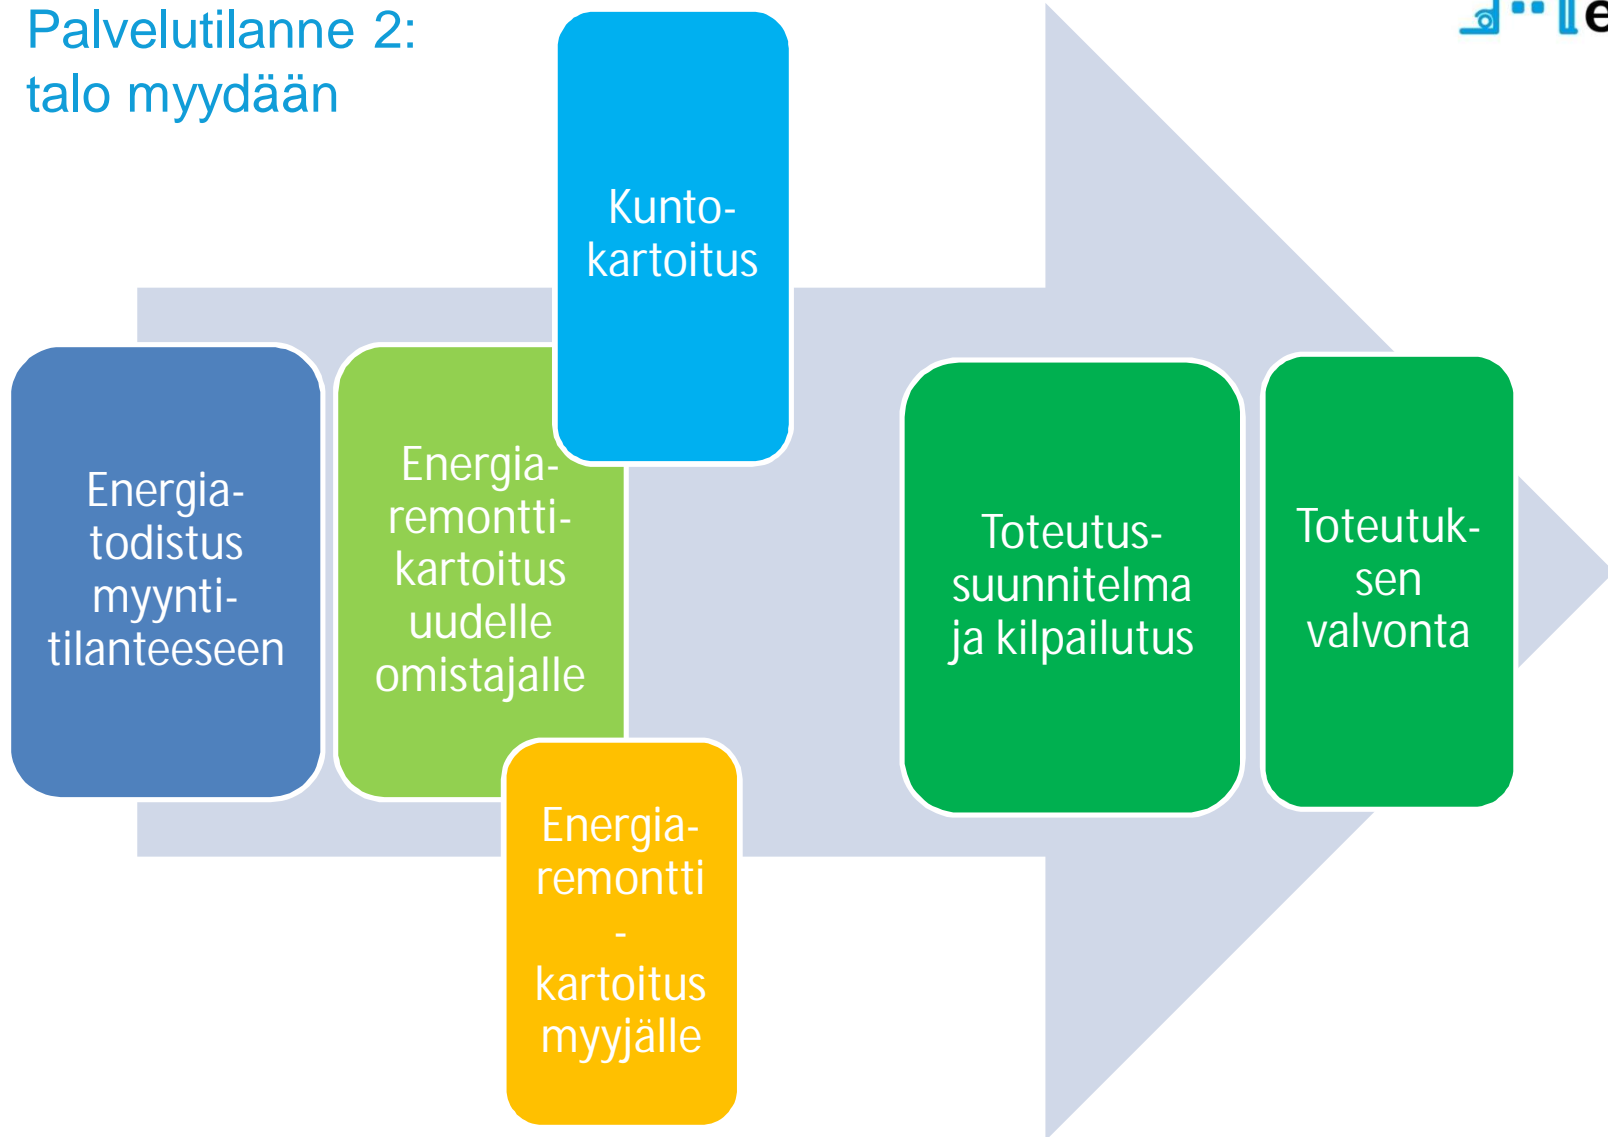 Palvelutilanne 2:
talo myydään
Kunto-
kartoitus
Energia-
todistus
myynti-
tilanteeseen
Energia-
remontti-
kartoitus
uudelle
omistajalle
Energia-
remontti
-
kartoitus
myyjälle
Toteutus-
suunnitelma
ja kilpailutus
Toteutuk-
sen
valvonta